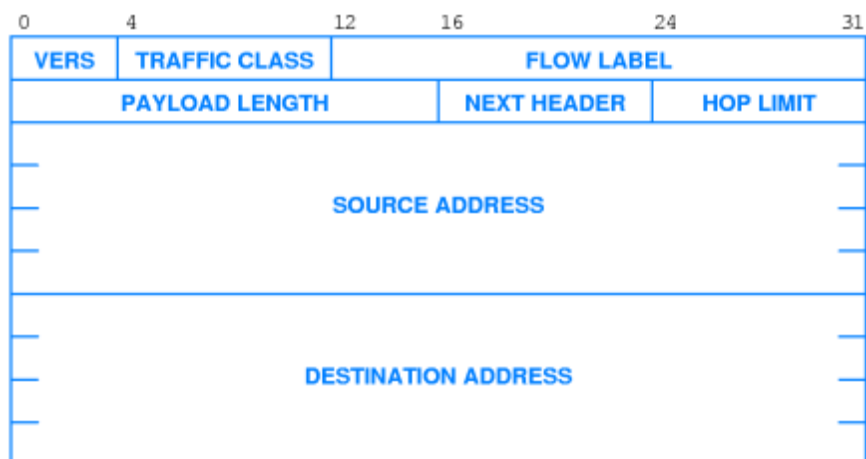 0 4 12 16 24 31
VERS TRAFFIC CLASS FLOW LABEL
PAYLOAD LENGTH NEXT HEADER HOP LIMIT
SOURCE ADDRESS
DESTINATION ADDRESS